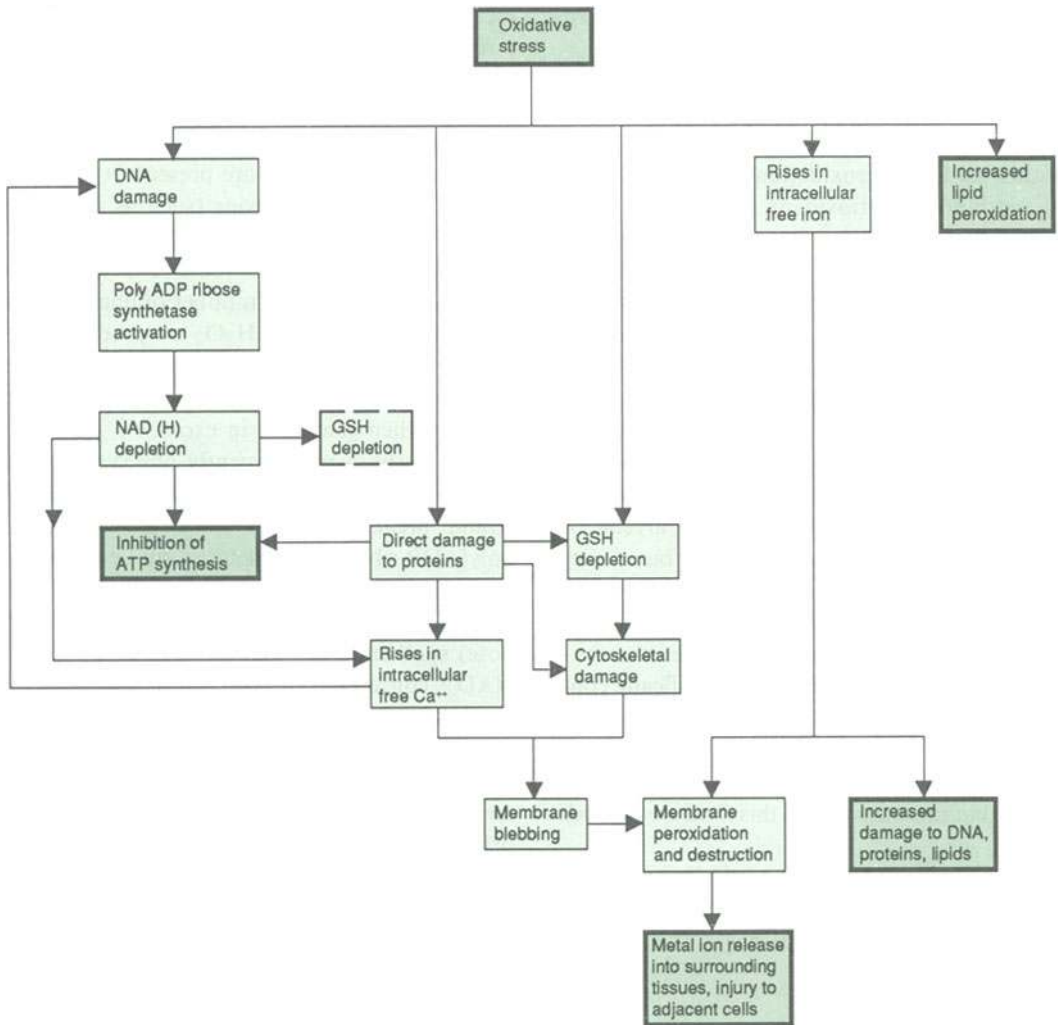 Oxidative
stress
DNA
damage
Rises in
intracellular
free iron
Increased
lipid
peroxidation
Poly ADP ribose
synthetase
activation
NAD (H)
depletion
GSH
depletion
Inhibition of
ATP synthesis
Direct damage
to proteins
GSH
depletion
Rises in
intracellular
free Ca++
Cytoskeletal
damage
Membrane
blebbing
Membrane
peroxidation
and destruction
Increased
damage to DNA,
proteins, lipids
Metal ion release
into surrounding
tissues, injury to
adjacent cells